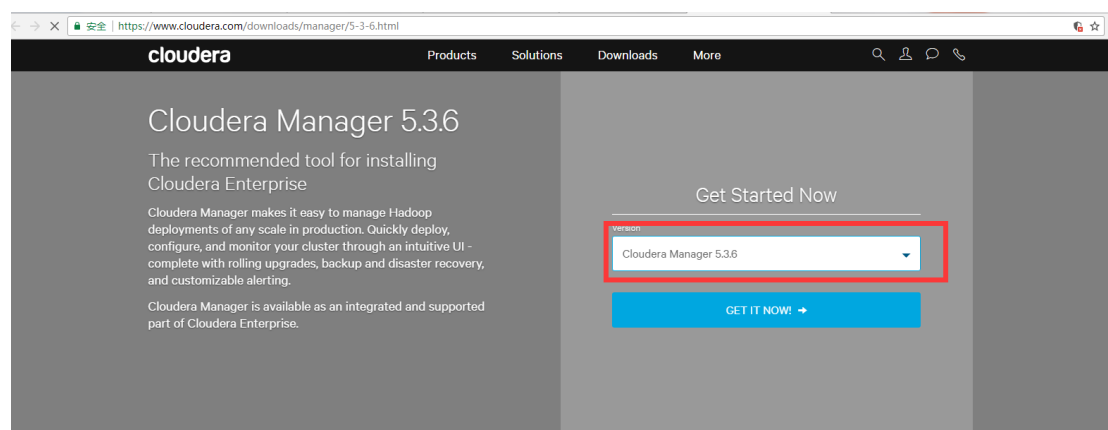 安全 | https://www.cloudera.com/downloads/manager/5-3-6.html
cloudera Products Solutions Downloads More
Cloudera Manager 5.3.6
The recommended tool for installing
Cloudera Enterprise
Cloudera Manager makes it easy to manage Hadoop
deployments of any scale in production. Quickly deploy,
configure, and monitor your cluster through an intuitive UI -
complete with rolling upgrades, backup and disaster recovery,
and customizable alerting.
Cloudera Manager is available as an integrated and supported
part of Cloudera Enterprise.
Get Started Now
Version
Cloudera Manager 5.3.6
GET IT NOW! →